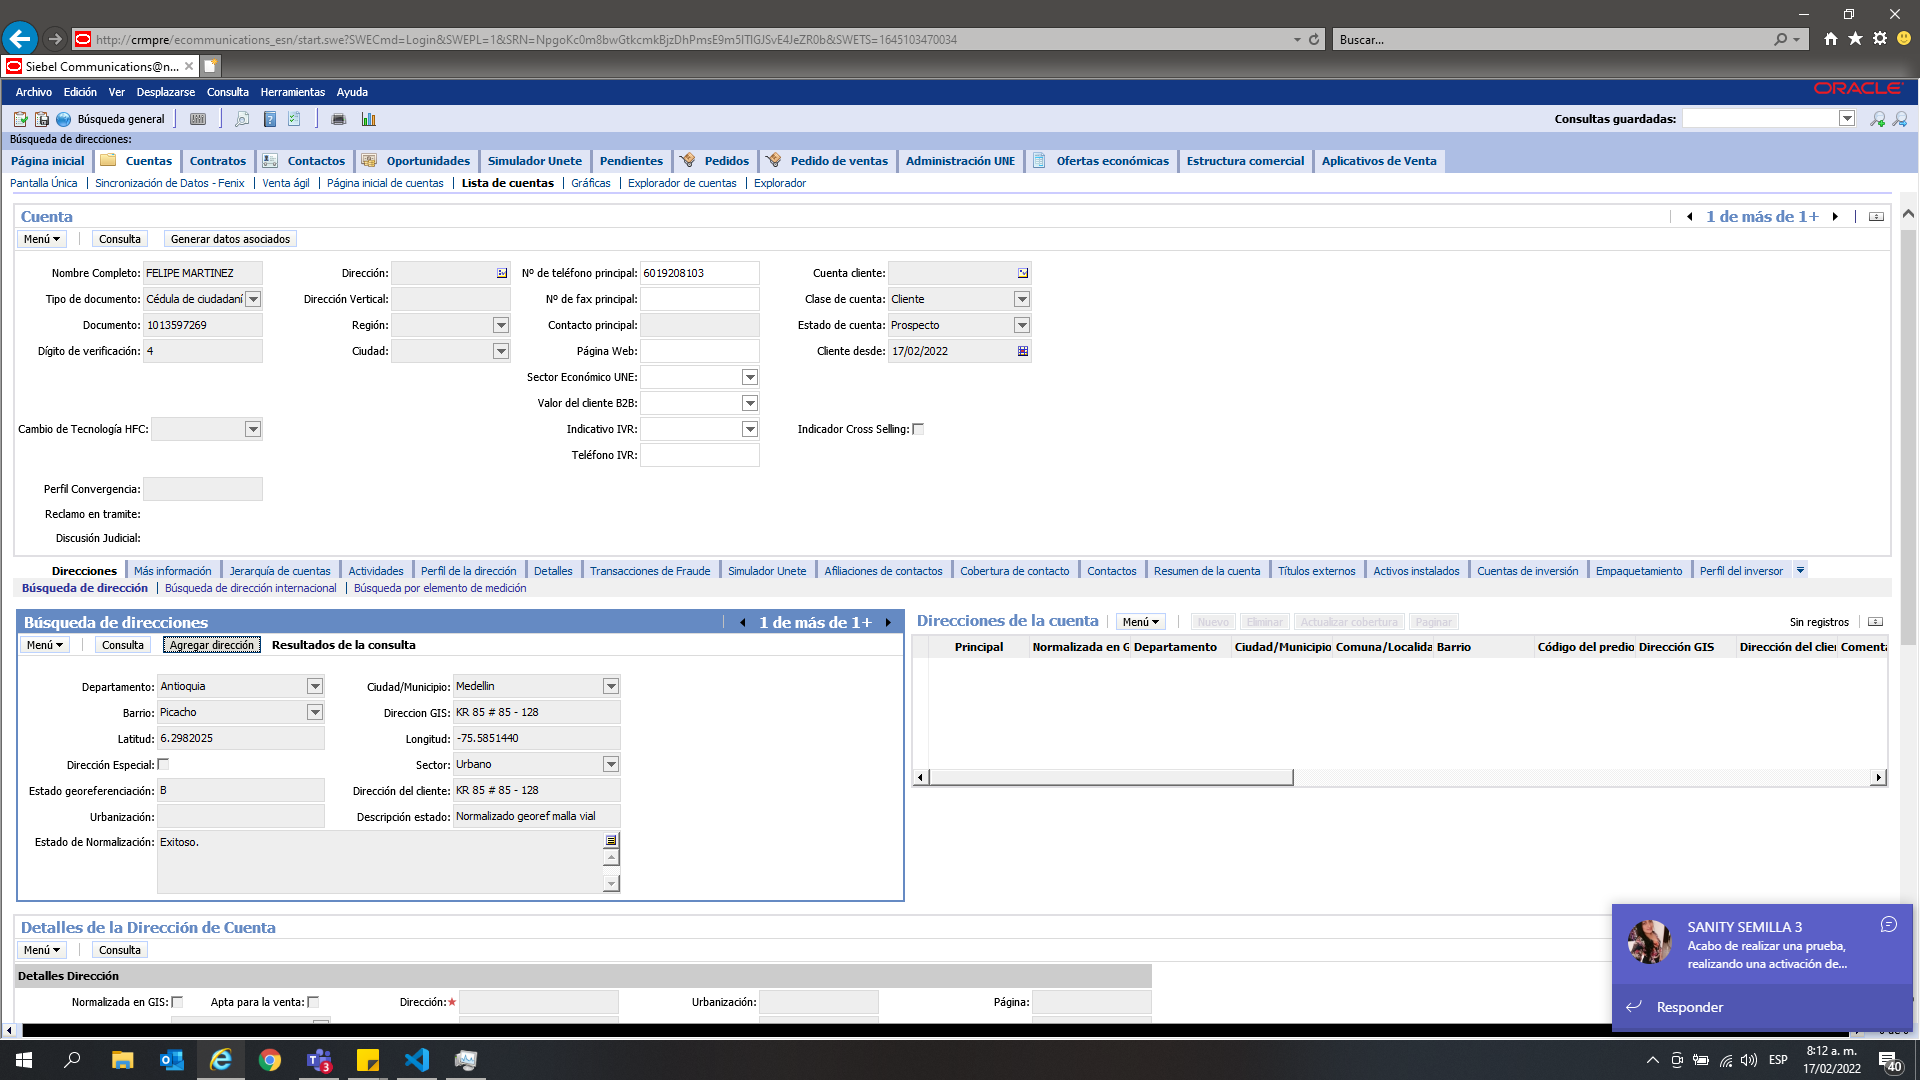 http://crmpre/ecommunications_esn/start.swe?SWECmd=Login&SWEPL=1&SRN=NpgoKc0m8bwGtkcmkBjzDhPmsE9m5ITlGJSvE4JeZR0b&SWETS=1645103470034
Buscar...
Siebel Communications@n...
Archivo Edición Ver Desplazarse Consulta Herramientas Ayuda
ORACLE
Búsqueda general
Consultas guardadas:
Búsqueda de direcciones:
Página inicial Cuentas Contratos Contactos Oportunidades Simulador Unete Pendientes Pedidos Pedido de ventas Administración UNE Ofertas económicas Estructura comercial Aplicativos de Venta
Pantalla Única Sincronización de Datos - Fenix Venta ágil Página inicial de cuentas Lista de cuentas Gráficas Explorador de cuentas Explorador
Cuenta
1 de más de 1+
Menú Consulta Generar datos asociados
Nombre Completo: FELIPE MARTINEZ Dirección: Nº de teléfono principal: 6019208103 Cuenta cliente:
Tipo de documento: Cédula de ciudadaní Dirección Vertical: Nº de fax principal: Clase de cuenta: Cliente
Documento: 1013597269 Región: Contacto principal: Estado de cuenta: Prospecto
Dígito de verificación: 4 Ciudad: Página Web: Cliente desde: 17/02/2022
Sector Económico UNE:
Valor del cliente B2B:
Cambio de Tecnología HFC: Indicativo IVR: Indicador Cross Selling:
Teléfono IVR:
Perfil Convergencia:
Reclamo en tramite:
Discusión Judicial:
Direcciones Más información Jerarquía de cuentas Actividades Perfil de la dirección Detalles Transacciones de Fraude Simulador Unete Afiliaciones de contactos Cobertura de contacto Contactos Resumen de la cuenta Títulos externos Activos instalados Cuentas de inversión Empaquetamiento Perfil del inversor
Búsqueda de dirección Búsqueda de dirección internacional Búsqueda por elemento de medición
Búsqueda de direcciones
1 de más de 1+
Menú Consulta Agregar dirección Resultados de la consulta
Departamento: Antioquia Ciudad/Municipio: Medellin
Barrio: Picacho Direccion GIS: KR 85 # 85 - 128
Latitud: 6.2982025 Longitud: -75.5851440
Dirección Especial: Sector: Urbano
Estado georeferenciación: B Dirección del cliente: KR 85 # 85 - 128
Urbanización: Descripción estado: Normalizado georef malla vial
Estado de Normalización: Exitoso.
Direcciones de la cuenta Menú Nuevo Eliminar Actualizar cobertura Paginar Sin registros
Principal Normalizada en G Departamento Ciudad/Municipio Comuna/Localida Barrio Código del predio Dirección GIS Dirección del clie Comenta
Detalles de la Dirección de Cuenta
Menú Consulta
Detalles Dirección
Normalizada en GIS: Apta para la venta: Dirección:* Urbanización: Página:
SANITY SEMILLA 3
Acabo de realizar una prueba,
realizando una activación de...
Responder
3
ESP
8:12 a. m.
17/02/2022
40